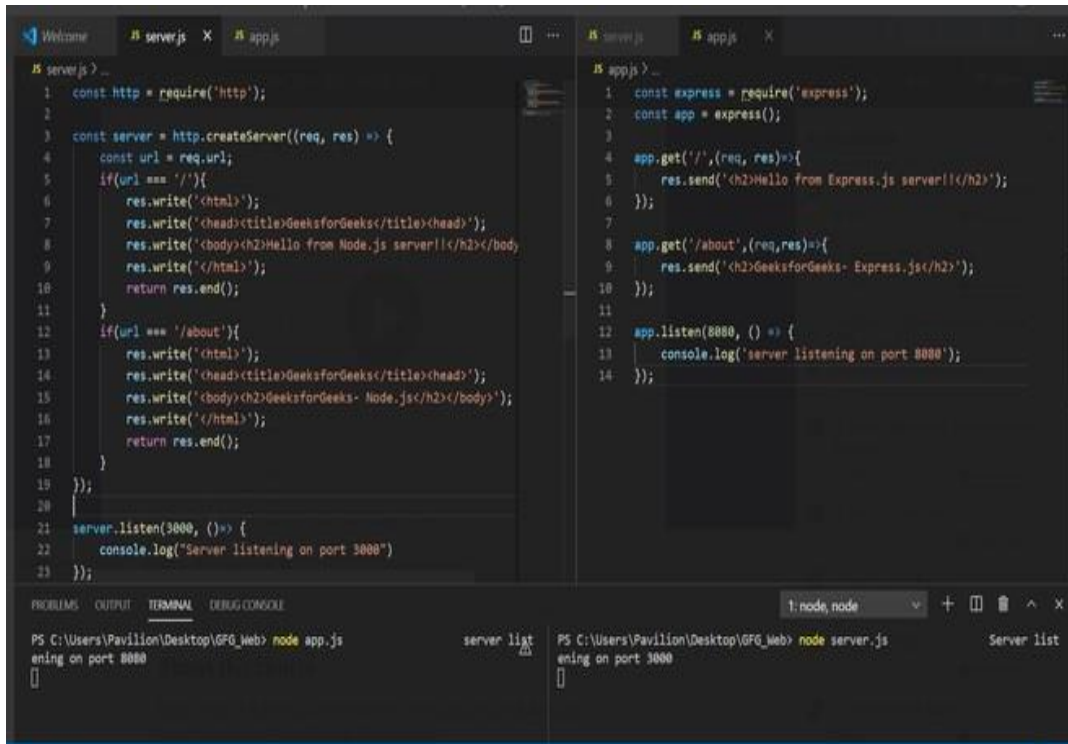 Welcome
JS server.js X
JS app.js
...
JS server.js > ...
1 const http = require('http');
2
3 const server = http.createServer((req, res) => {
4 const url = req.url;
5 if(url === '/'){
6 res.write('<html>');
7 res.write('<head><title>GeeksforGeeks</title><head>');
8 res.write('<body><h2>Hello from Node.js server!!</h2></body
9 res.write('</html>');
10 return res.end();
11 }
12 if(url === '/about'){
13 res.write('<html>');
14 res.write('<head><title>GeeksforGeeks</title><head>');
15 res.write('<body><h2>GeeksforGeeks- Node.js</h2></body>');
16 res.write('</html>');
17 return res.end();
18 }
19 });
20
21 server.listen(3000, ()=> {
22 console.log("Server listening on port 3000")
23 });
JS server.js
JS app.js X
...
JS app.js > ...
1 const express = require('express');
2 const app = express();
3
4 app.get('/',(req, res)=>{
5 res.send('<h2>Hello from Express.js server!!</h2>');
6 });
7
8 app.get('/about',(req,res)=>{
9 res.send('<h2>GeeksforGeeks- Express.js</h2>');
10 });
11
12 app.listen(8080, () => {
13 console.log('server listening on port 8080');
14 });
PROBLEMS OUTPUT TERMINAL DEBUG CONSOLE
1: node, node
PS C:\Users\Pavilion\Desktop\GFG_Web> node app.js server list
ening on port 8080
PS C:\Users\Pavilion\Desktop\GFG_Web> node server.js Server list
ening on port 3000